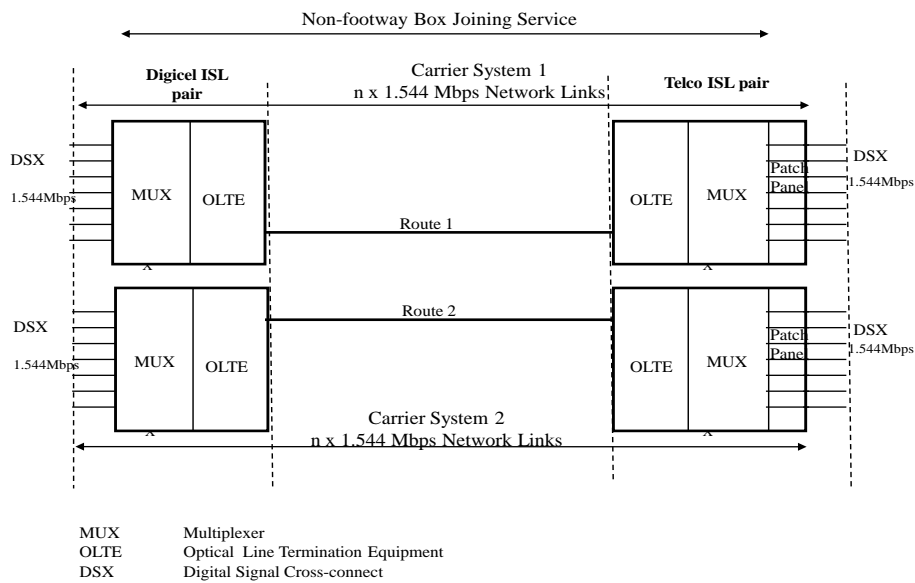 Non-footway Box Joining Service
Digicel ISL
pair
Carrier System 1
n x 1.544 Mbps Network Links
Telco ISL pair
DSX
1.544Mbps
MUX
OLTE
Route 1
OLTE
MUX
Patch
Panel
DSX
1.544Mbps
x
x
DSX
1.544Mbps
MUX
OLTE
Route 2
OLTE
MUX
Patch
Panel
DSX
1.544Mbps
x
x
Carrier System 2
n x 1.544 Mbps Network Links
MUX Multiplexer
OLTE Optical Line Termination Equipment
DSX Digital Signal Cross-connect